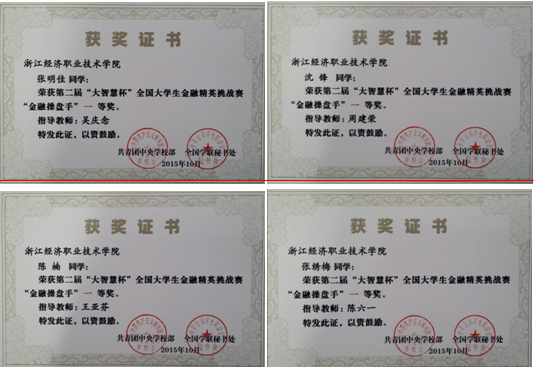 获奖证书
浙江经济职业技术学院
张明佳 同学：
荣获第二届“大智慧杯”全国大学生金融精英挑战赛
“金融操盘手”一等奖。
指导教师：吴庆念
特发此证，以资鼓励。
共青团中央学校部 全国学联秘书处
2015年10月
获奖证书
浙江经济职业技术学院
沈锋 同学：
荣获第二届“大智慧杯”全国大学生金融精英挑战赛
“金融操盘手”一等奖。
指导教师：周建荣
特发此证，以资鼓励。
共青团中央学校部 全国学联秘书处
2015年10月
获奖证书
浙江经济职业技术学院
陈楠 同学：
荣获第二届“大智慧杯”全国大学生金融精英挑战赛
“金融操盘手”一等奖。
指导教师：王亚芬
特发此证，以资鼓励。
共青团中央学校部 全国学联秘书处
2015年10月
获奖证书
浙江经济职业技术学院
张绣梅 同学：
荣获第二届“大智慧杯”全国大学生金融精英挑战赛
“金融操盘手”一等奖。
指导教师：陈六一
特发此证，以资鼓励。
共青团中央学校部 全国学联秘书处
2015年10月